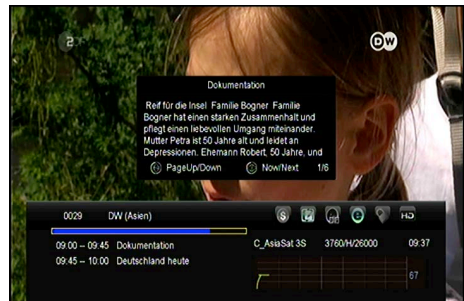 ZDF
DW
Dokumentation
Reif für die Insel Familie Bogner Familie
Bogner hat einen starken Zusammenhalt und
pflegt einen liebevollen Umgang miteinander.
Mutter Petra ist 50 Jahre alt und leidet an
Depressionen. Ehemann Robert, 50 Jahre, und
PageUp/Down Now/Next 1/6
0029 DW (Asien) S HD
09:00 -- 09:45 Dokumentation C_AsiaSat 3S 3760/H/26000 09:37
09:45 -- 10:00 Deutschland heute
67